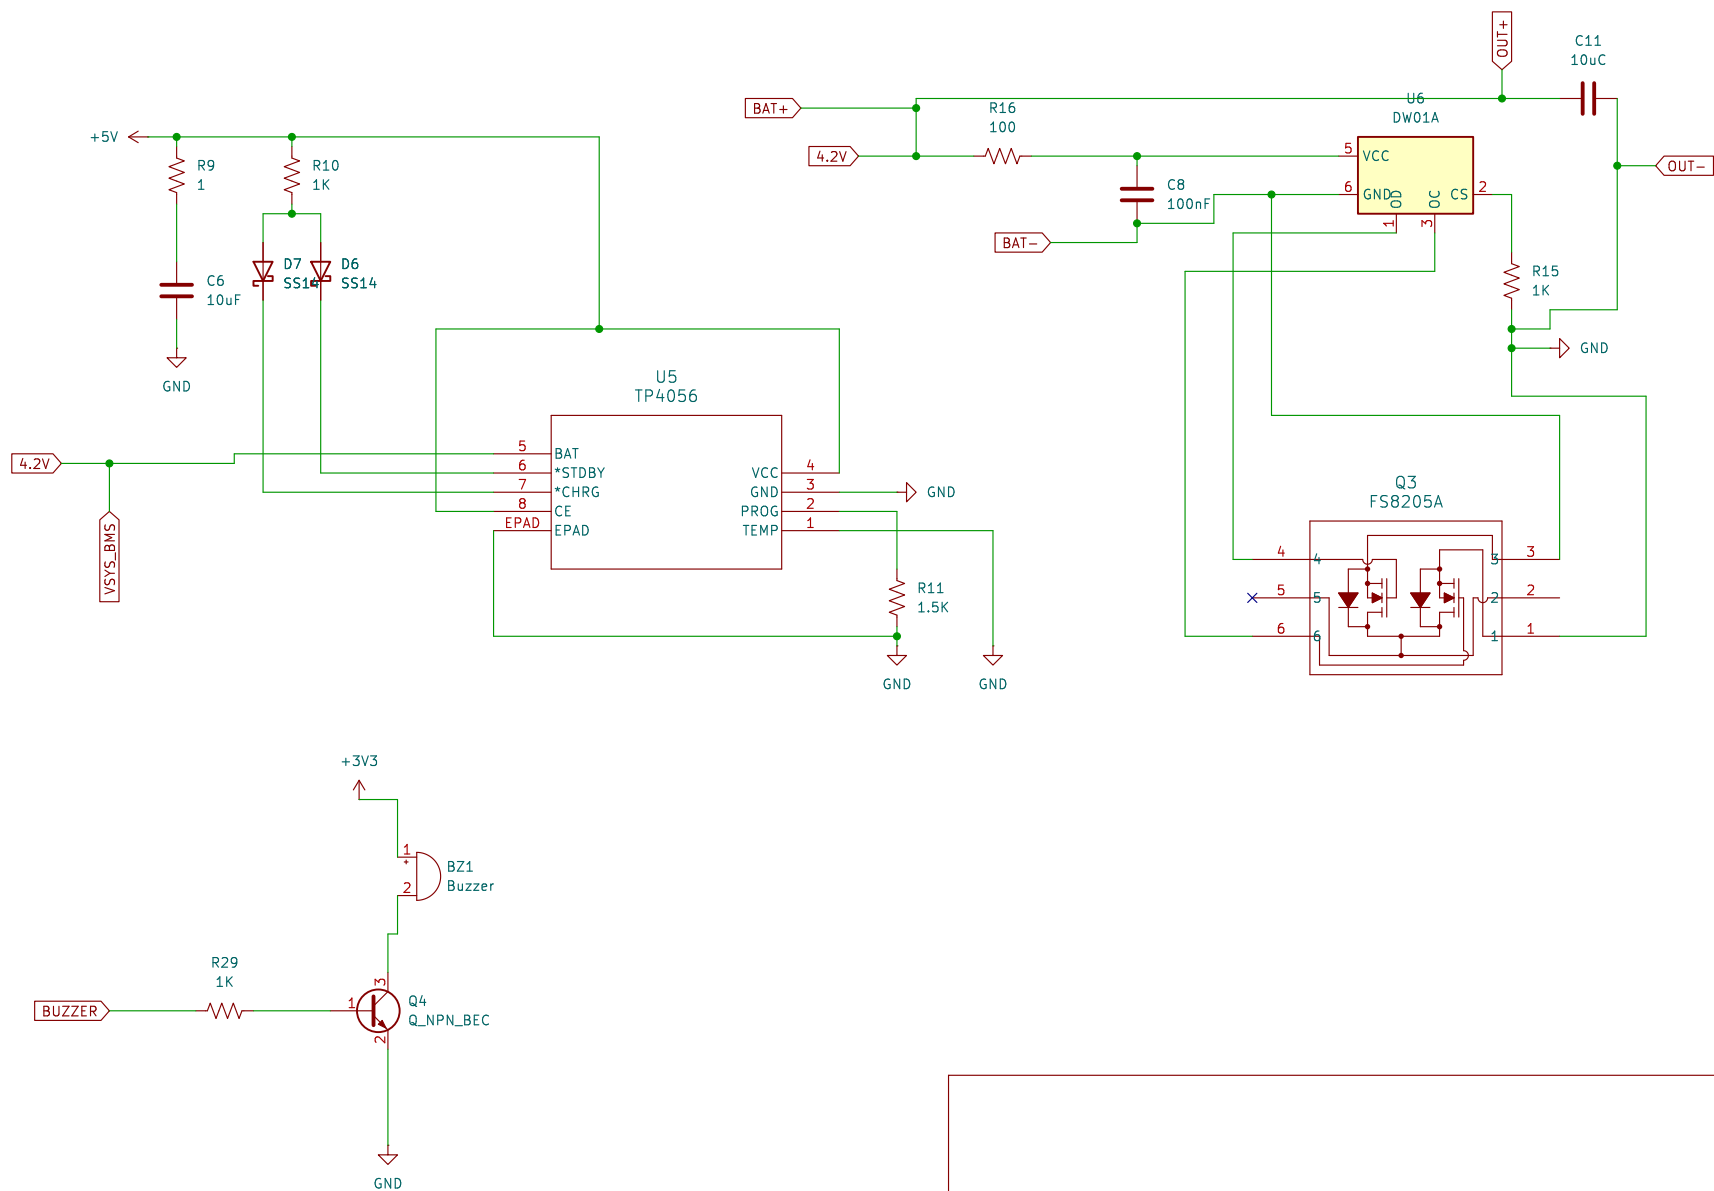 OUT+
C11
10uC
BAT+
R16
100
U6
DW01A
+5V
R9
1
R10
1K
4.2V
5
VCC
6
GND
OD
OC
CS
2
1
3
OUT-
C8
100nF
BAT-
D7
SS14
D6
SS14
C6
10uF
R15
1K
GND
GND
U5
TP4056
4.2V
5
BAT
6
*STDBY
7
*CHRG
8
CE
EPAD
EPAD
VCC
4
GND
3
PROG
2
TEMP
1
GND
VSYS_BMS
R11
1.5K
GND
GND
Q3
FS8205A
4
4
5
5
6
6
3
3
2
2
1
1
+3V3
1
+
2
BZ1
Buzzer
R29
1K
BUZZER
1
3
2
Q4
Q_NPN_BEC
GND